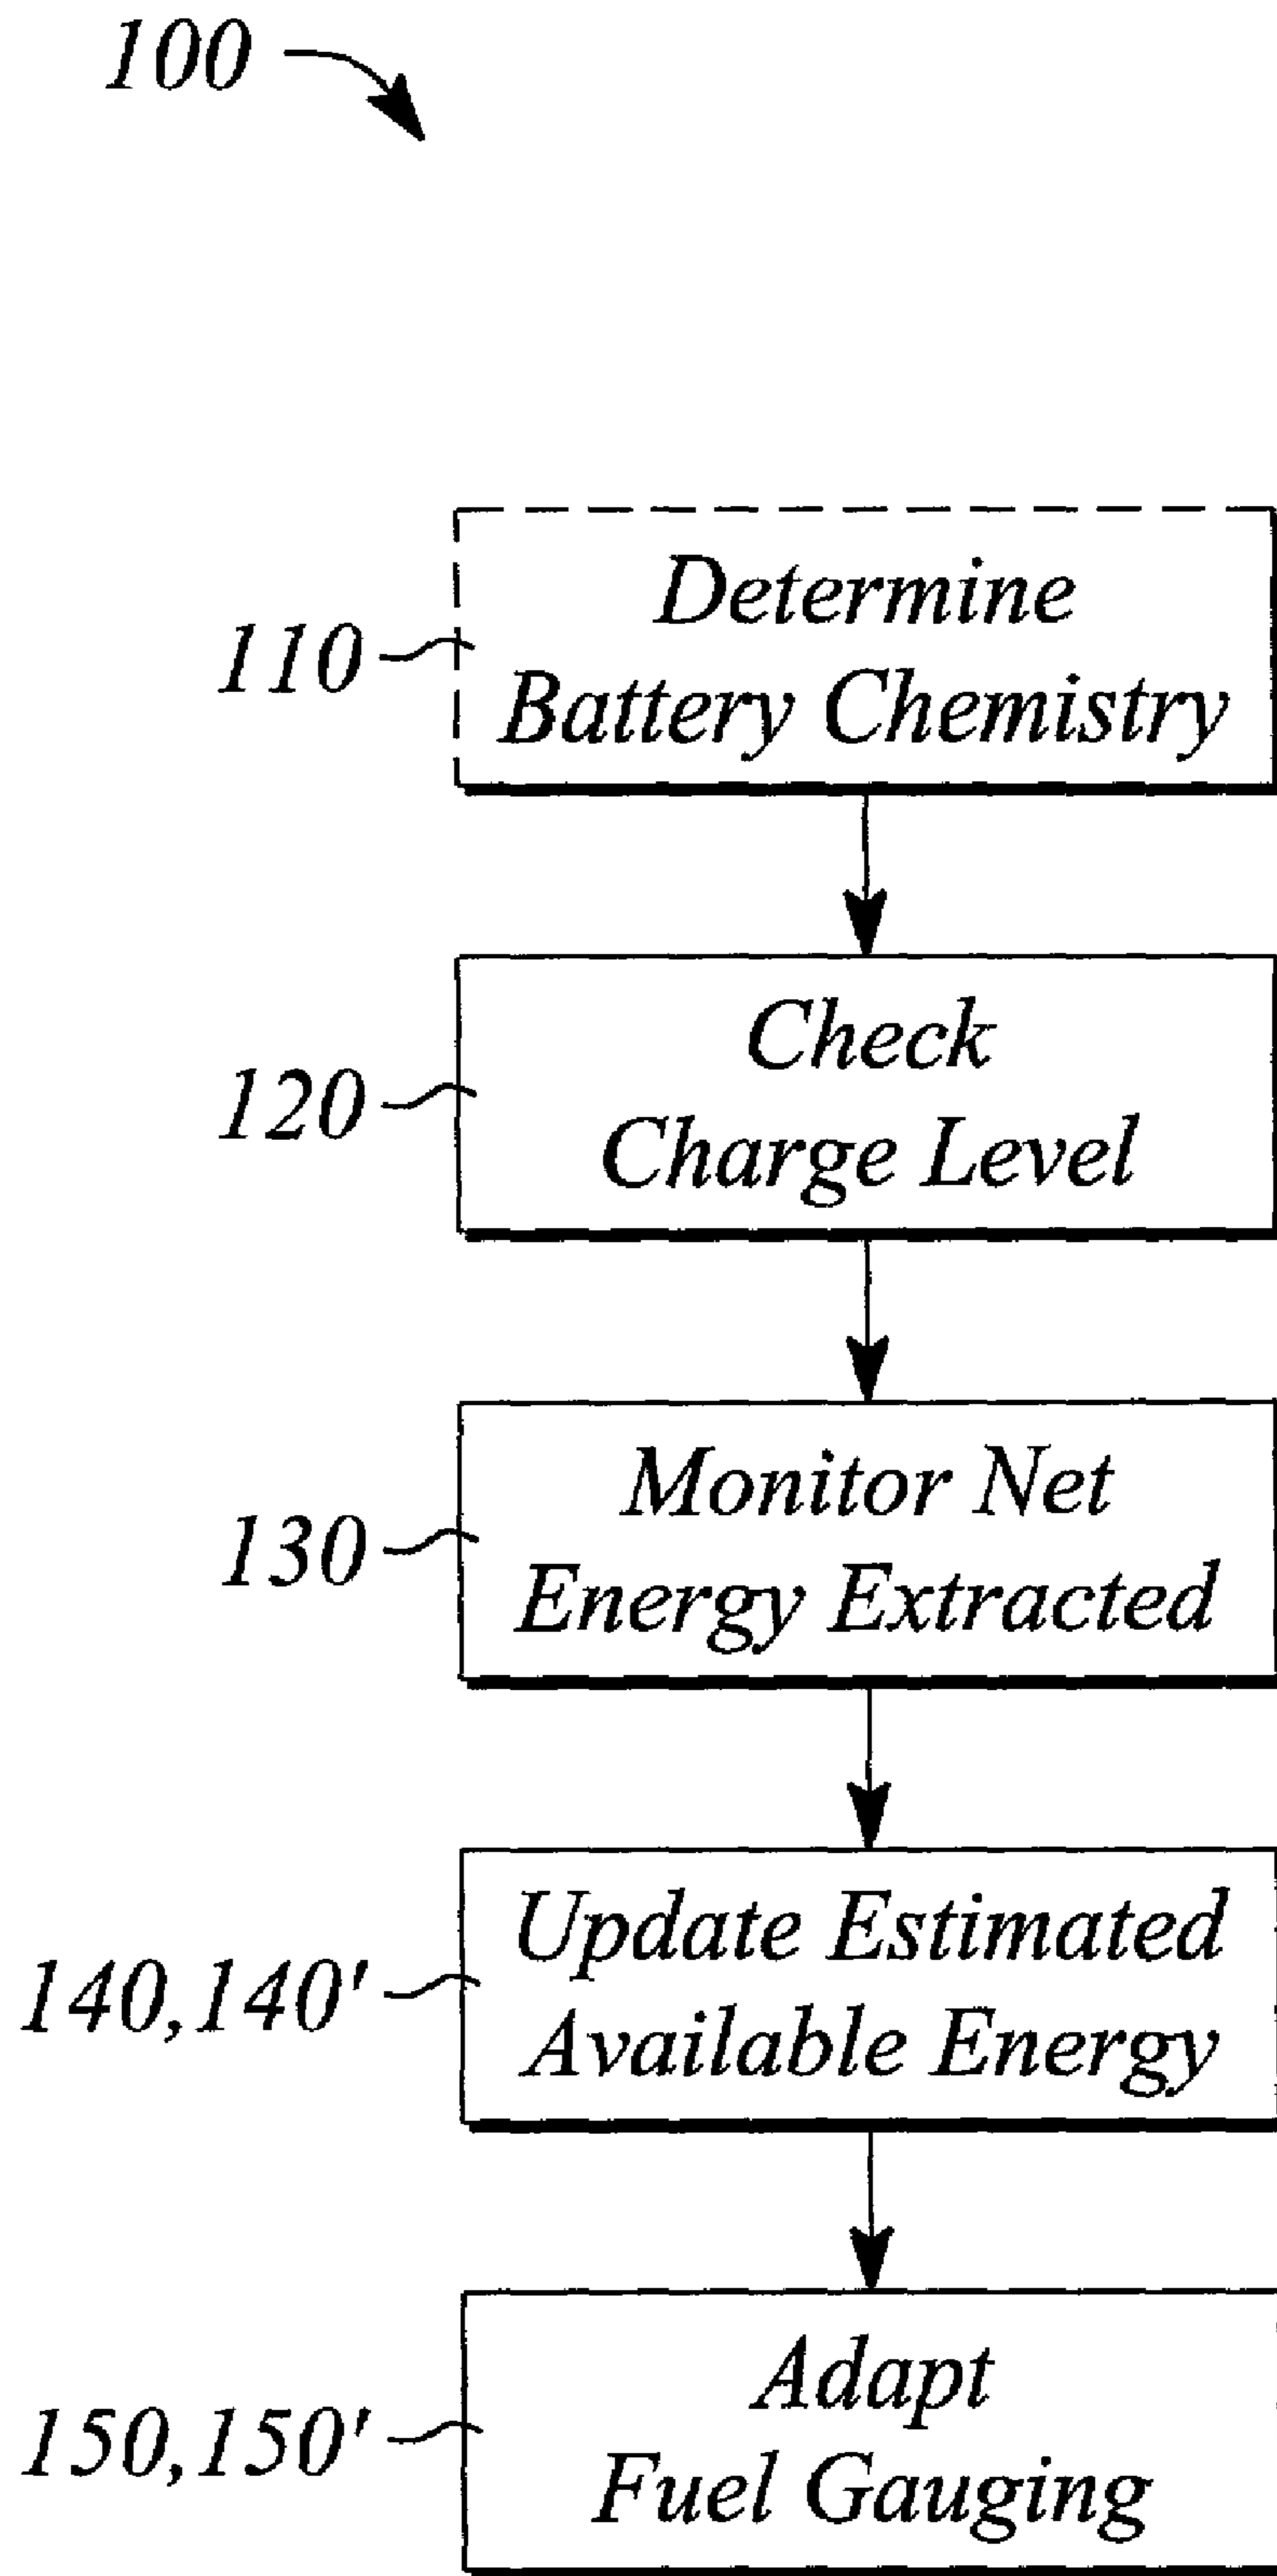 100
110
Determine
Battery Chemistry
120
Check
Charge Level
130
Monitor Net
Energy Extracted
140,140'
Update Estimated
Available Energy
150,150'
Adapt
Fuel Gauging